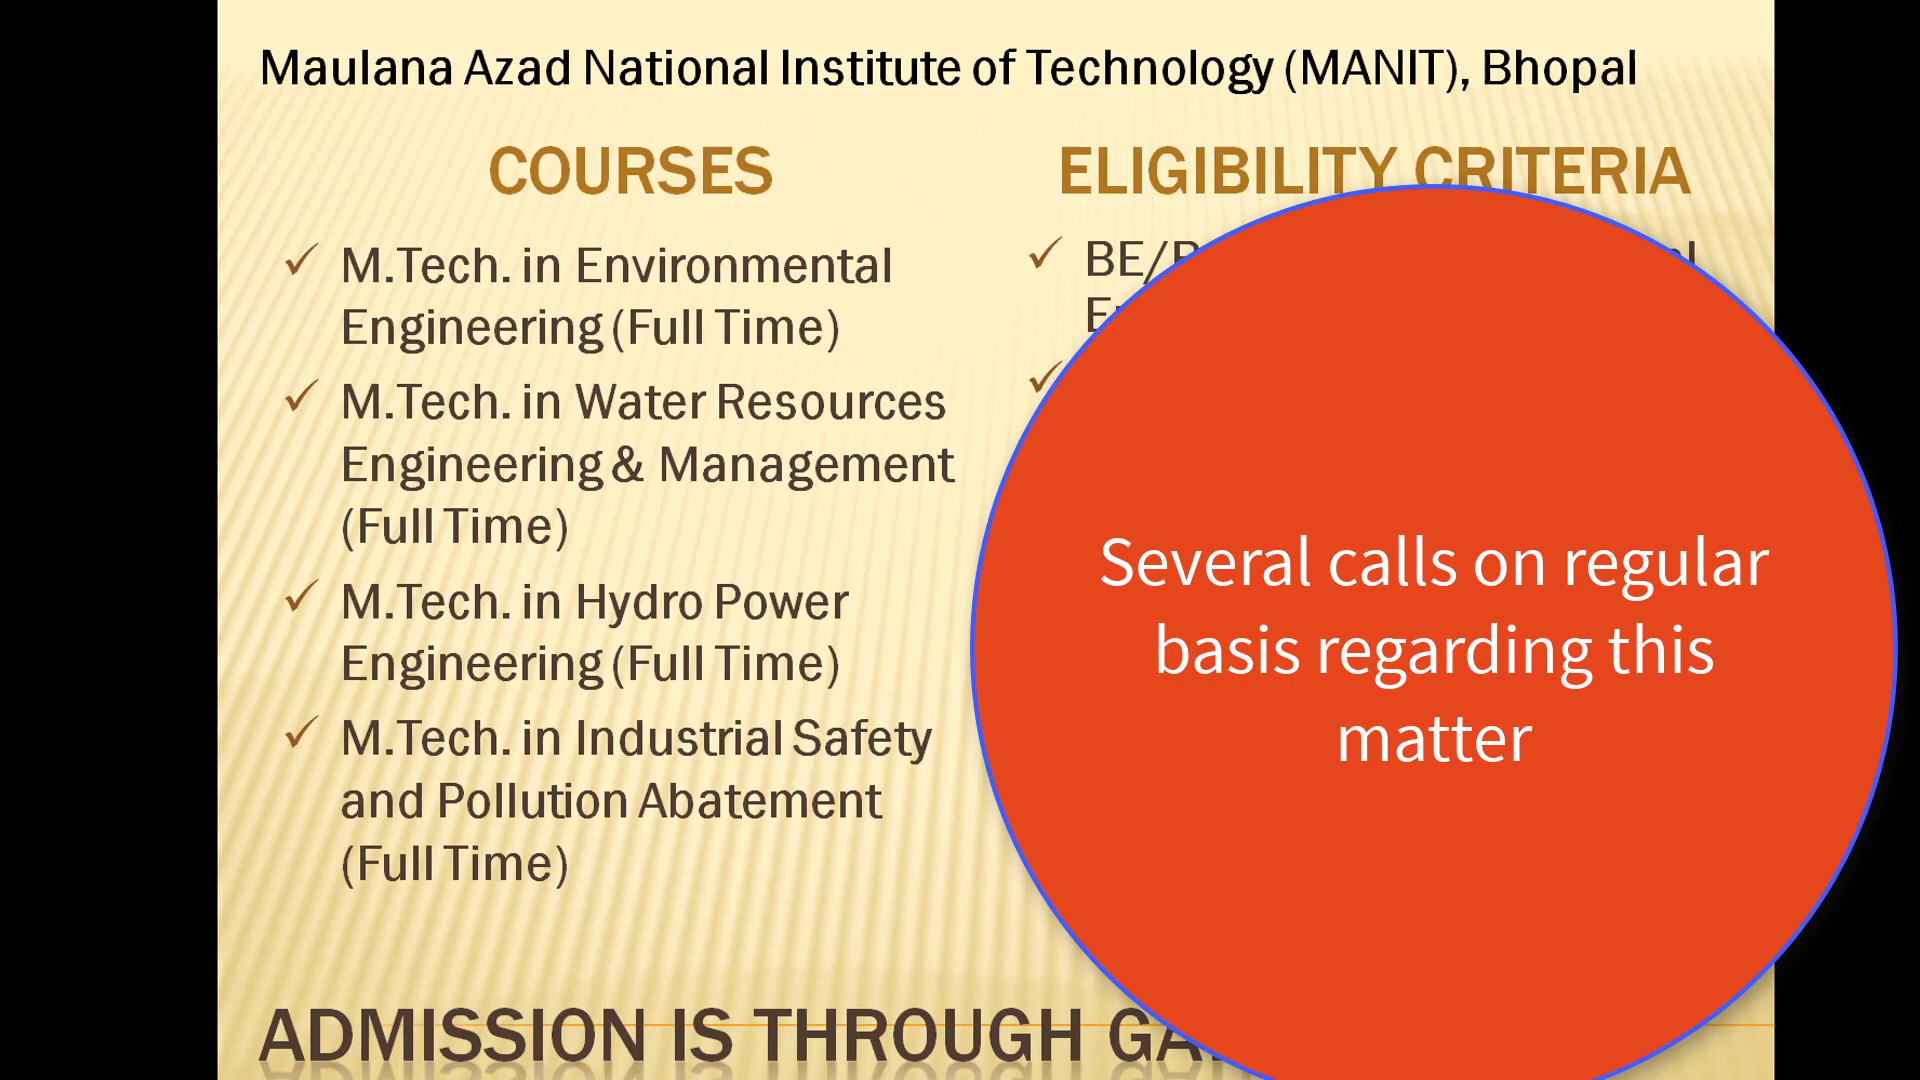 Maulana Azad National Institute of Technology (MANIT), Bhopal
COURSES
M.Tech. in Environmental
Engineering (Full Time)
M.Tech. in Water Resources
Engineering & Management
(Full Time)
M.Tech. in Hydro Power
Engineering (Full Time)
M.Tech. in Industrial Safety
and Pollution Abatement
(Full Time)
ELIGIBILITY CRITERIA
Several calls on regular
basis regarding this
matter
ADMISSION IS THROUGH